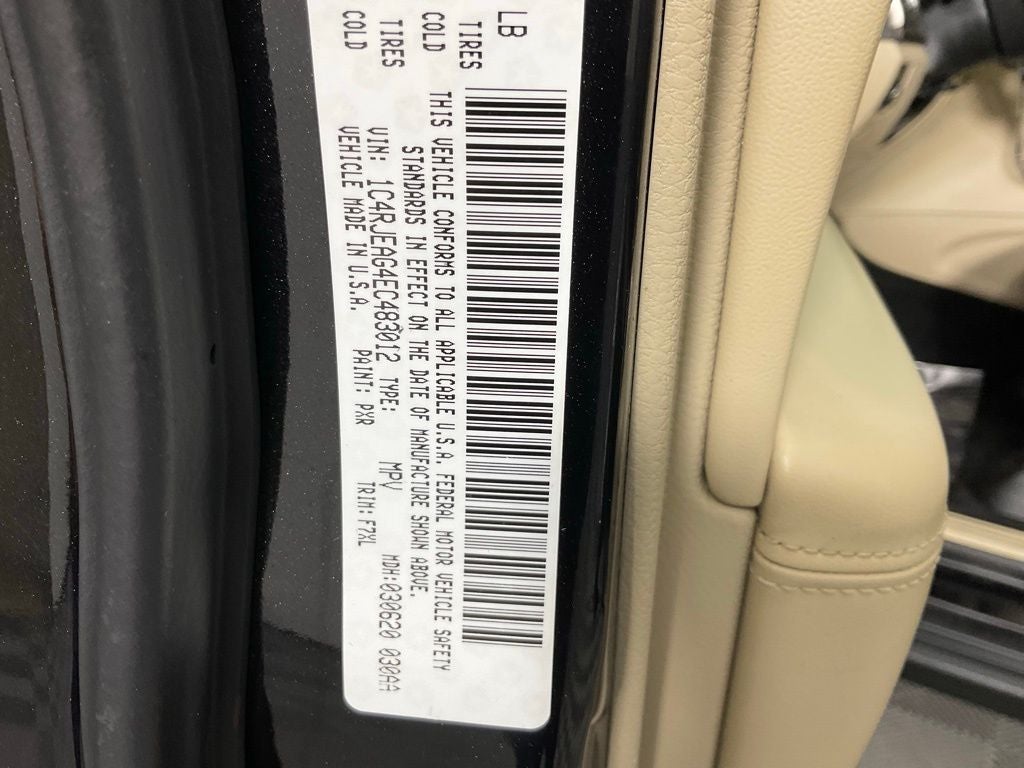 LB
TIRES COLD
THIS VEHICLE CONFORMS TO ALL APPLICABLE U.S.A. FEDERAL MOTOR VEHICLE SAFETY
STANDARDS IN EFFECT ON THE DATE OF MANUFACTURE SHOWN ABOVE.
TIRES COLD
VIN: 1C4RJEAG4EC483012 TYPE: MPV MDH:030620 030AA
VEHICLE MADE IN U.S.A. PAINT: PXR TRIM:F7XL